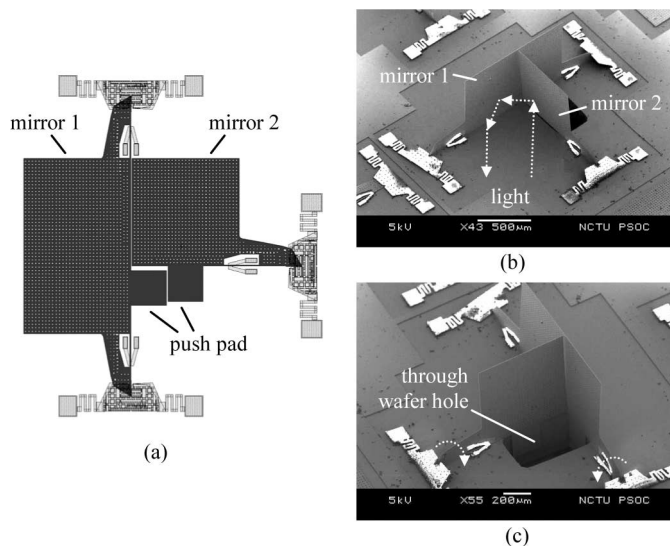 mirror 1
mirror 2
push pad
(a)
mirror 1
mirror 2
light
5kV X43 500μm NCTU PSOC
(b)
through
wafer hole
5kV X55 200μm NCTU PSOC
(c)